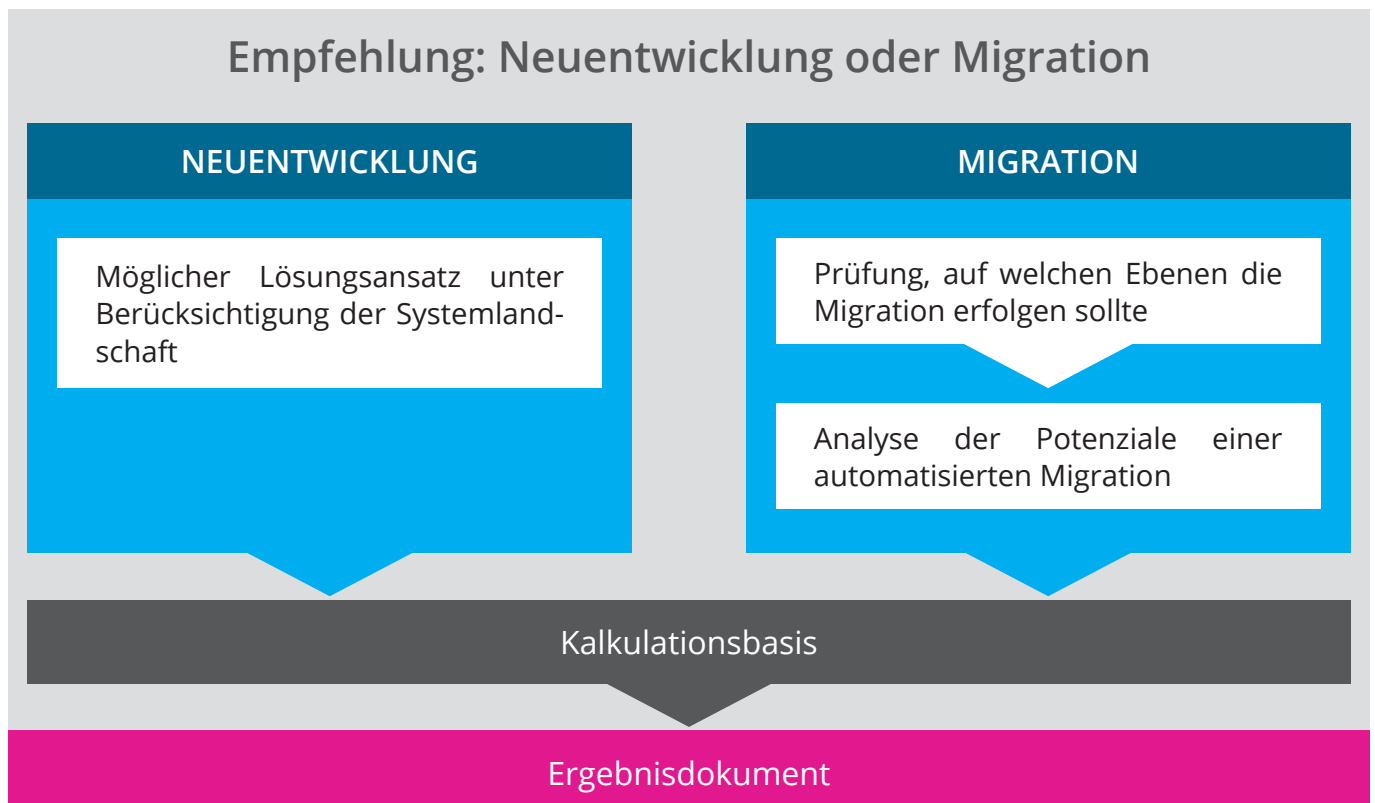 Empfehlung: Neuentwicklung oder Migration
NEUENTWICKLUNG
Möglicher Lösungsansatz unter
Berücksichtigung der Systemland-
schaft
MIGRATION
Prüfung, auf welchen Ebenen die
Migration erfolgen sollte
Analyse der Potenziale einer
automatisierten Migration
Kalkulationsbasis
Ergebnisdokument